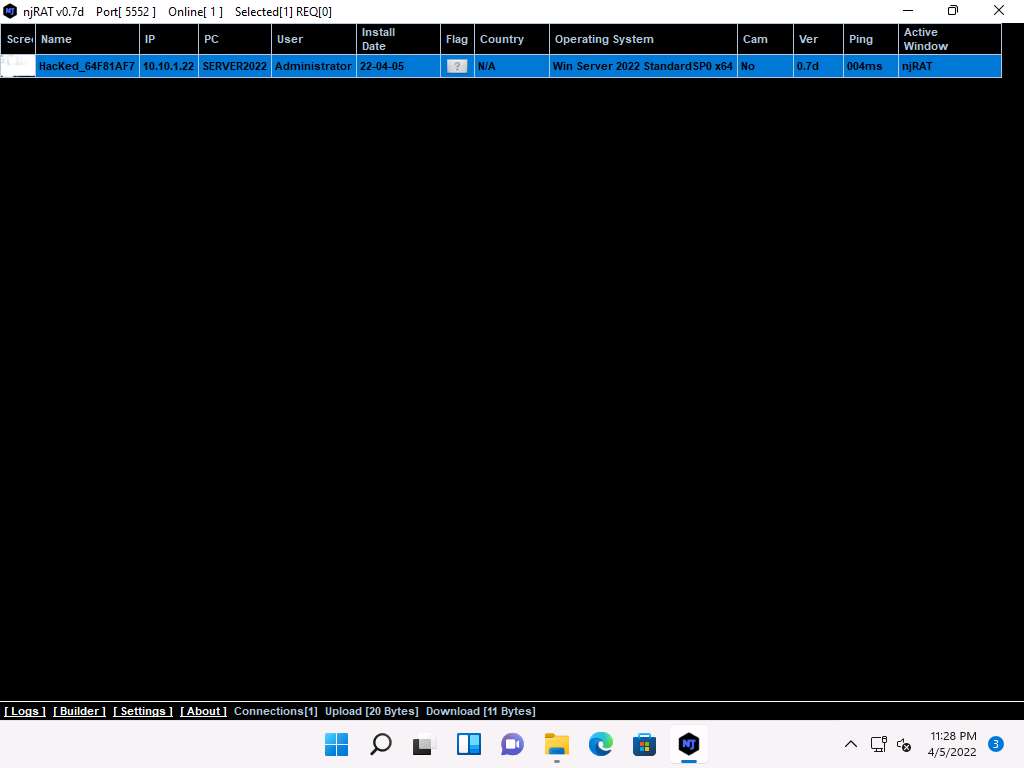 njRAT v0.7d Port[ 5552 ] Online[ 1 ] Selected[1] REQ[0]
Scre Name IP PC User Install Date Flag Country Operating System Cam Ver Ping Active Window
HacKed_64F81AF7 10.10.1.22 SERVER2022 Administrator 22-04-05 ? N/A Win Server 2022 StandardSP0 x64 No 0.7d 004ms njRAT
[ Logs ] [ Builder ] [ Settings ] [ About ] Connections[1] Upload [20 Bytes] Download [11 Bytes]
NJ
11:28 PM
4/5/2022
3